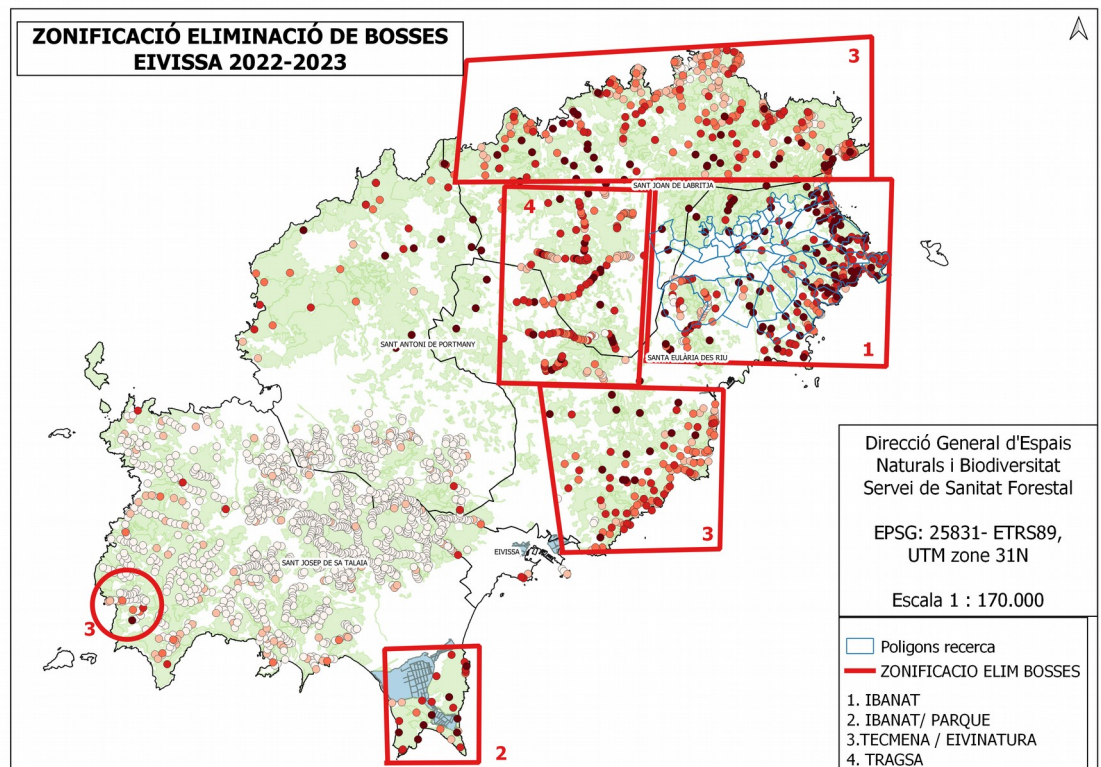 ZONIFICACIÓ ELIMINACIÓ DE BOSSES
EIVISSA 2022-2023
3
SANT JOAN DE LABRITJA
4
SANT ANTONI DE PORTMANY
SANTA EULÀRIA DES RIU
1
3
EIVISSA
SANT JOSEP DE SA TALAIA
3
2
Direcció General d'Espais
Naturals i Biodiversitat
Servei de Sanitat Forestal
EPSG: 25831- ETRS89,
UTM zone 31N
Escala 1 : 170.000
Poligons recerca
ZONIFICACIO ELIM BOSSES
1. IBANAT
2. IBANAT/ PARQUE
3.TECMENA / EIVINATURA
4. TRAGSA